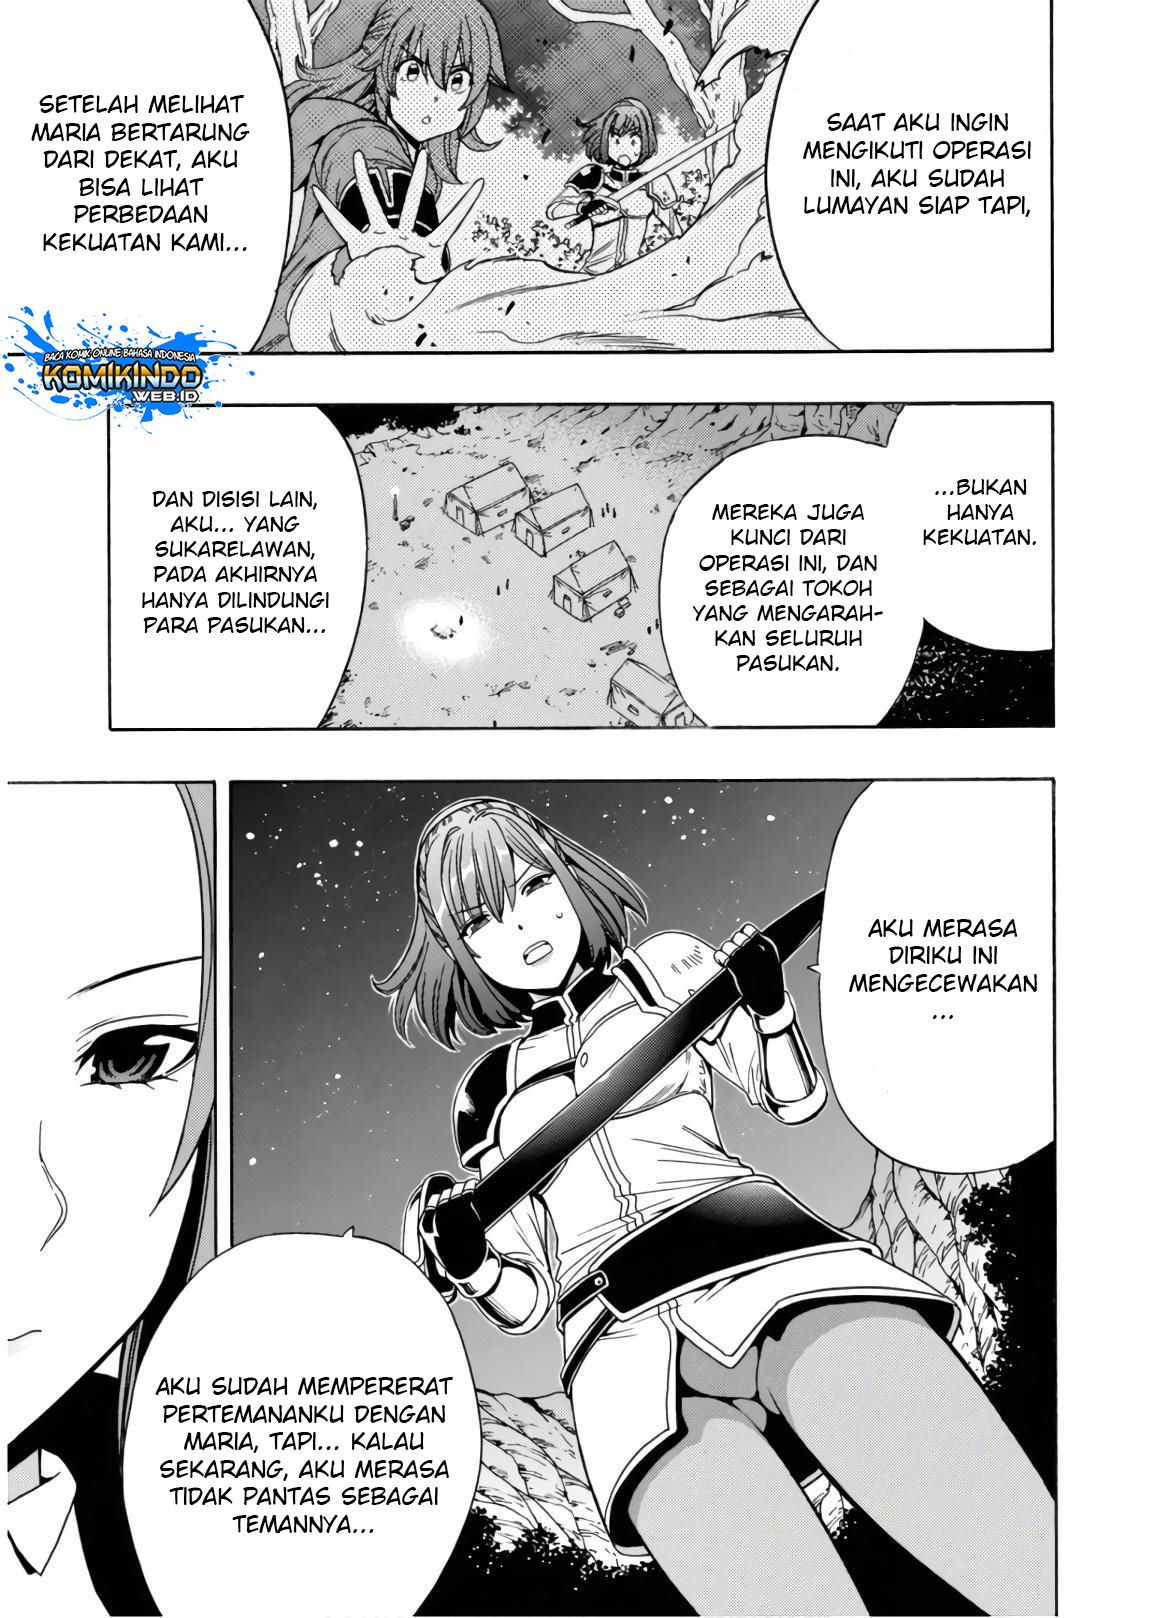 SAAT AKU INGIN
MENGIKUTI OPERASI
INI, AKU SUDAH
LUMAYAN SIAP TAPI,
SETELAH MELIHAT
MARIA BERTARUNG
DARI DEKAT, AKU
BISA LIHAT
PERBEDAAN
KEKUATAN KAMI...
BACA KOMIK ONLINE BAHASA INDONESIA
KOMIKINDO
WEB.ID
...BUKAN
HANYA
KEKUATAN.
MEREKA JUGA
KUNCI DARI
OPERASI INI, DAN
SEBAGAI TOKOH
YANG MENGARAH-
KAN SELURUH
PASUKAN.
DAN DISISI LAIN,
AKU... YANG
SUKARELAWAN,
PADA AKHIRNYA
HANYA DILINDUNGI
PARA PASUKAN...
AKU MERASA
DIRIKU INI
MENGECEWAKAN
...
AKU SUDAH MEMPERERAT
PERTEMANANKU DENGAN
MARIA, TAPI... KALAU
SEKARANG, AKU MERASA
TIDAK PANTAS SEBAGAI
TEMANNYA...